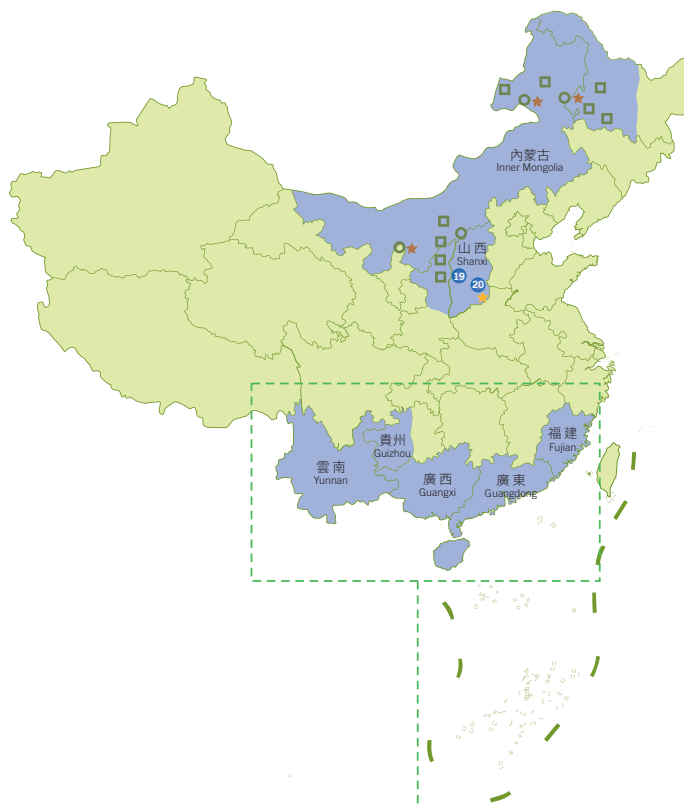 內蒙古
Inner Mongolia
山西
Shanxi
19
20
貴州
Guizhou
雲南
Yunnan
廣西
Guangxi
廣東
Guangdong
福建
Fujian